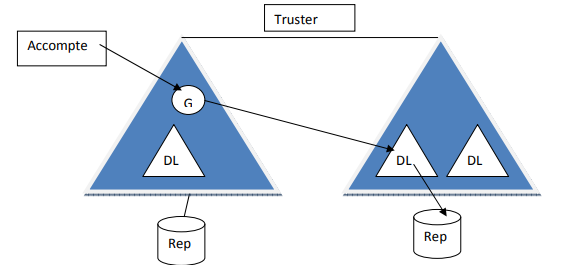 Truster
Accompte
G
DL
DL
DL
Rep
Rep